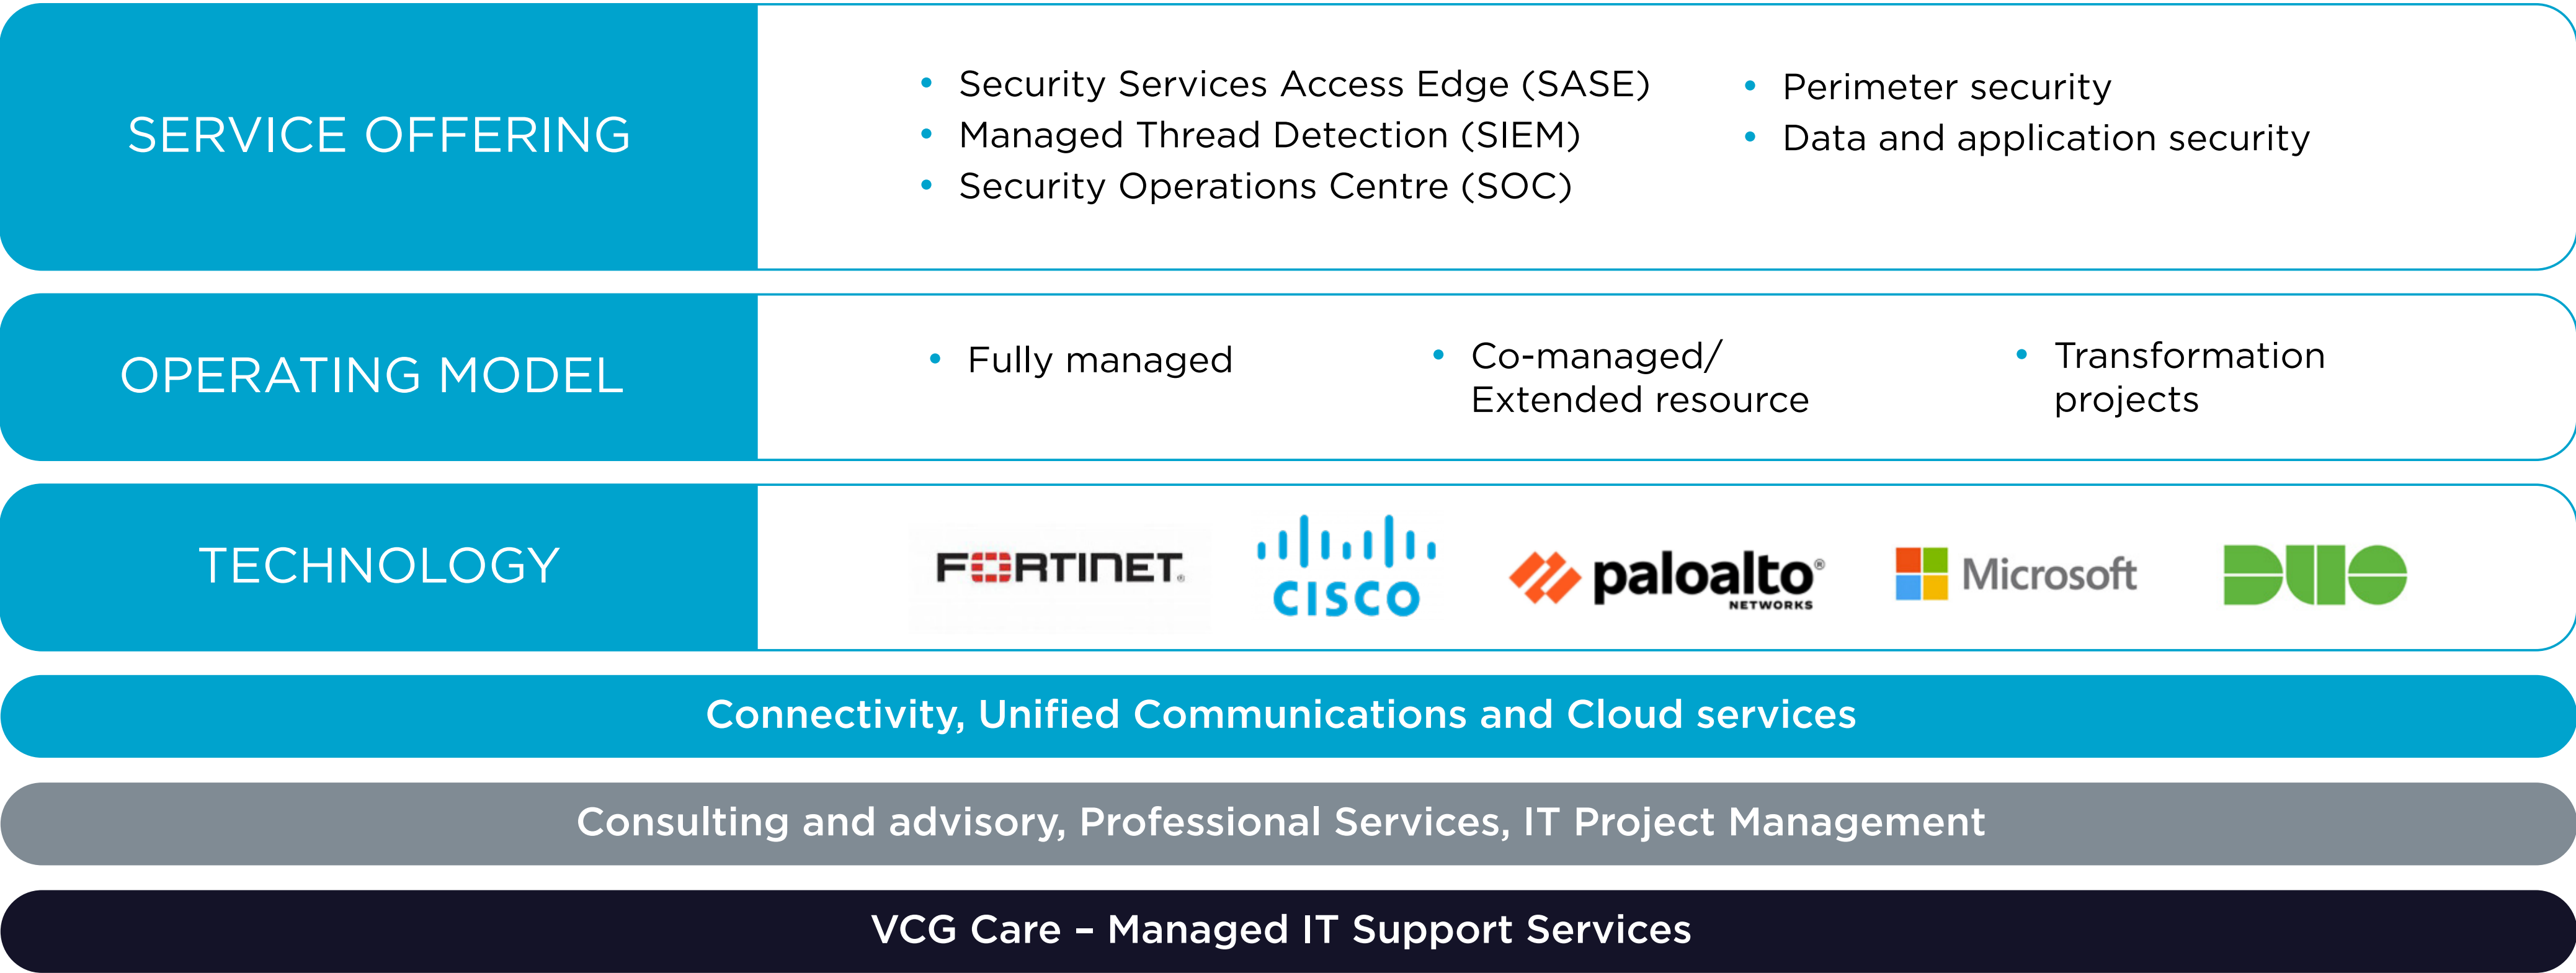 SERVICE OFFERING
• Security Services Access Edge (SASE)
• Managed Thread Detection (SIEM)
• Security Operations Centre (SOC)
• Perimeter security
• Data and application security
OPERATING MODEL
• Fully managed
• Co-managed/
Extended resource
• Transformation
projects
TECHNOLOGY
FORTINET®
CISCO
paloalto®
NETWORKS
Microsoft
DUO
Connectivity, Unified Communications and Cloud services
Consulting and advisory, Professional Services, IT Project Management
VCG Care – Managed IT Support Services